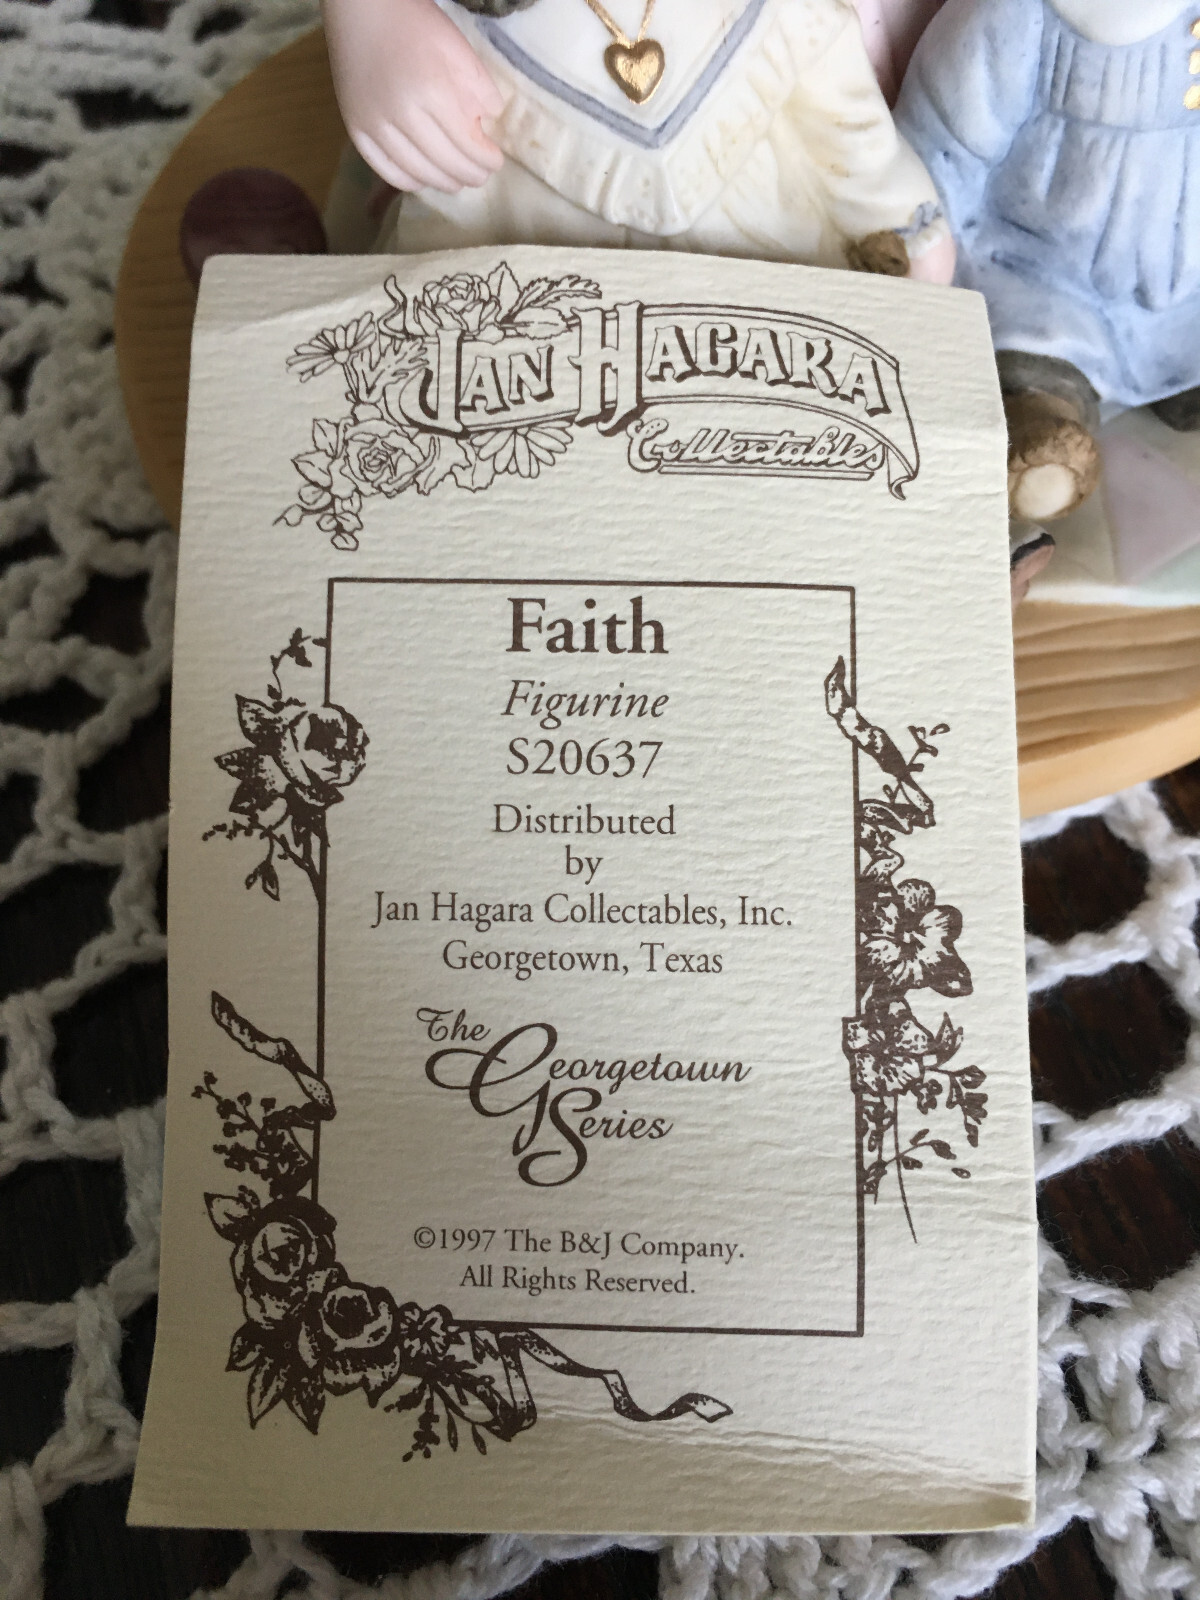 JAN HAGARA
Collectables
Faith
Figurine
S20637
Distributed
by
Jan Hagara Collectables, Inc.
Georgetown, Texas
The
Georgetown
Series
©1997 The B&J Company.
All Rights Reserved.